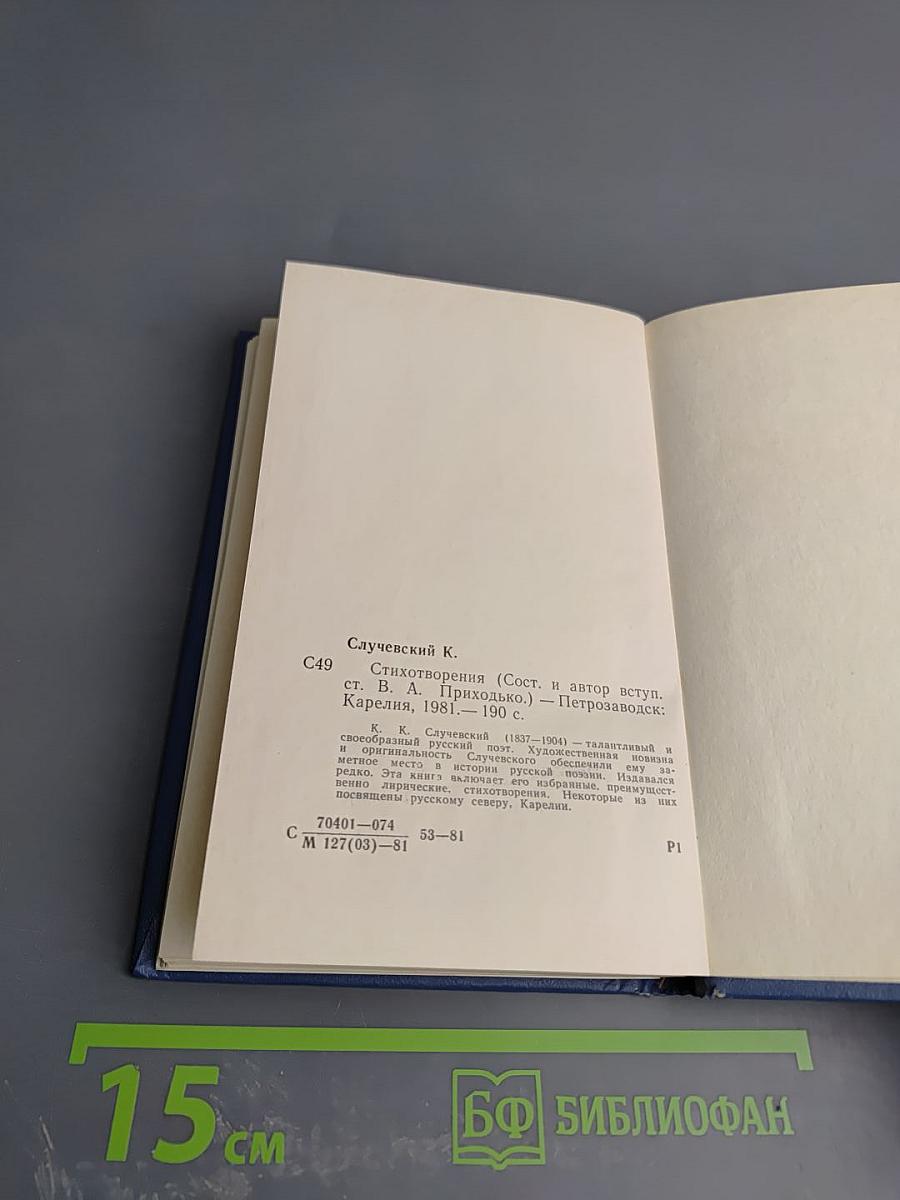 Случевский К.
С49 Стихотворения (Сост. и автор вступ.
ст. В. А. Приходько.) — Петрозаводск:
Карелия, 1981.— 190 с.
К. К. Случевский (1837—1904) — талантливый и
своеобразный русский поэт. Художественная новизна
и оригинальность Случевского обеспечили ему за-
метное место в истории русской поэзии. Издавался
редко. Эта книга включает его избранные, преимущест-
венно лирические, стихотворения. Некоторые из них
посвящены русскому северу, Карелии.
70401—074
С 53—81
М 127(03)—81
Р1
15 см
БФ БИБЛИОФАН